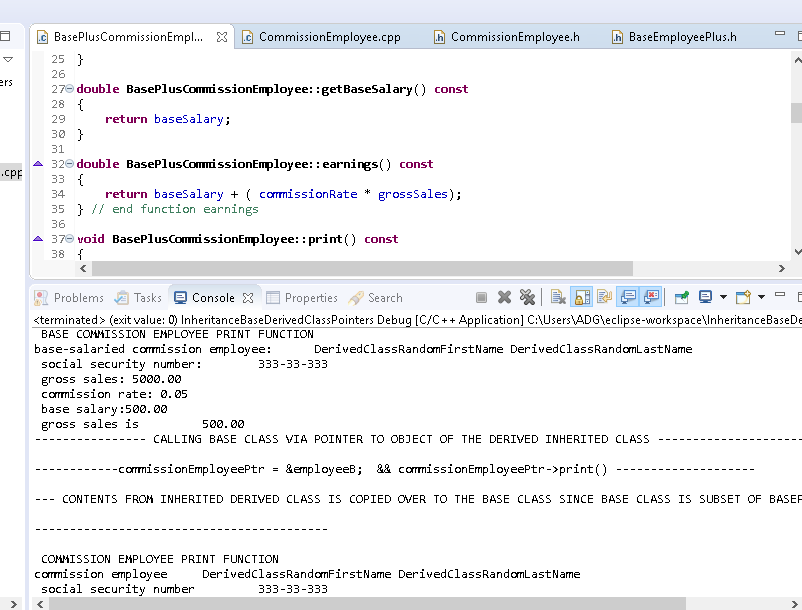 BasePlusCommissionEmpl... CommissionEmployee.cpp CommissionEmployee.h BaseEmployeePlus.h
25 }
26
ers
27 double BasePlusCommissionEmployee::getBaseSalary() const
28 {
29 return baseSalary;
30 }
31
32 double BasePlusCommissionEmployee::earnings() const
.cpp
33 {
34 return baseSalary + ( commissionRate * grossSales);
35 } // end function earnings
36
37 void BasePlusCommissionEmployee::print() const
38 {
Problems Tasks Console Properties Search
<terminated> (exit value: 0) InheritanceBaseDerivedClassPointers Debug [C/C++ Application] C:\Users\ADG\eclipse-workspace\InheritanceBaseDe
BASE COMMISSION EMPLOYEE PRINT FUNCTION
base-salaried commission employee: DerivedClassRandomFirstName DerivedClassRandomLastName
social security number: 333-33-333
gross sales: 5000.00
commission rate: 0.05
base salary:500.00
gross sales is 500.00
---------------- CALLING BASE CLASS VIA POINTER TO OBJECT OF THE DERIVED INHERITED CLASS ---------------------
------------commissionEmployeePtr = &employeeB; && commissionEmployeePtr->print() --------------------
--- CONTENTS FROM INHERITED DERIVED CLASS IS COPIED OVER TO THE BASE CLASS SINCE BASE CLASS IS SUBSET OF BASEP
------------------------------------------
COMMISSION EMPLOYEE PRINT FUNCTION
commission employee DerivedClassRandomFirstName DerivedClassRandomLastName
social security number 333-33-333